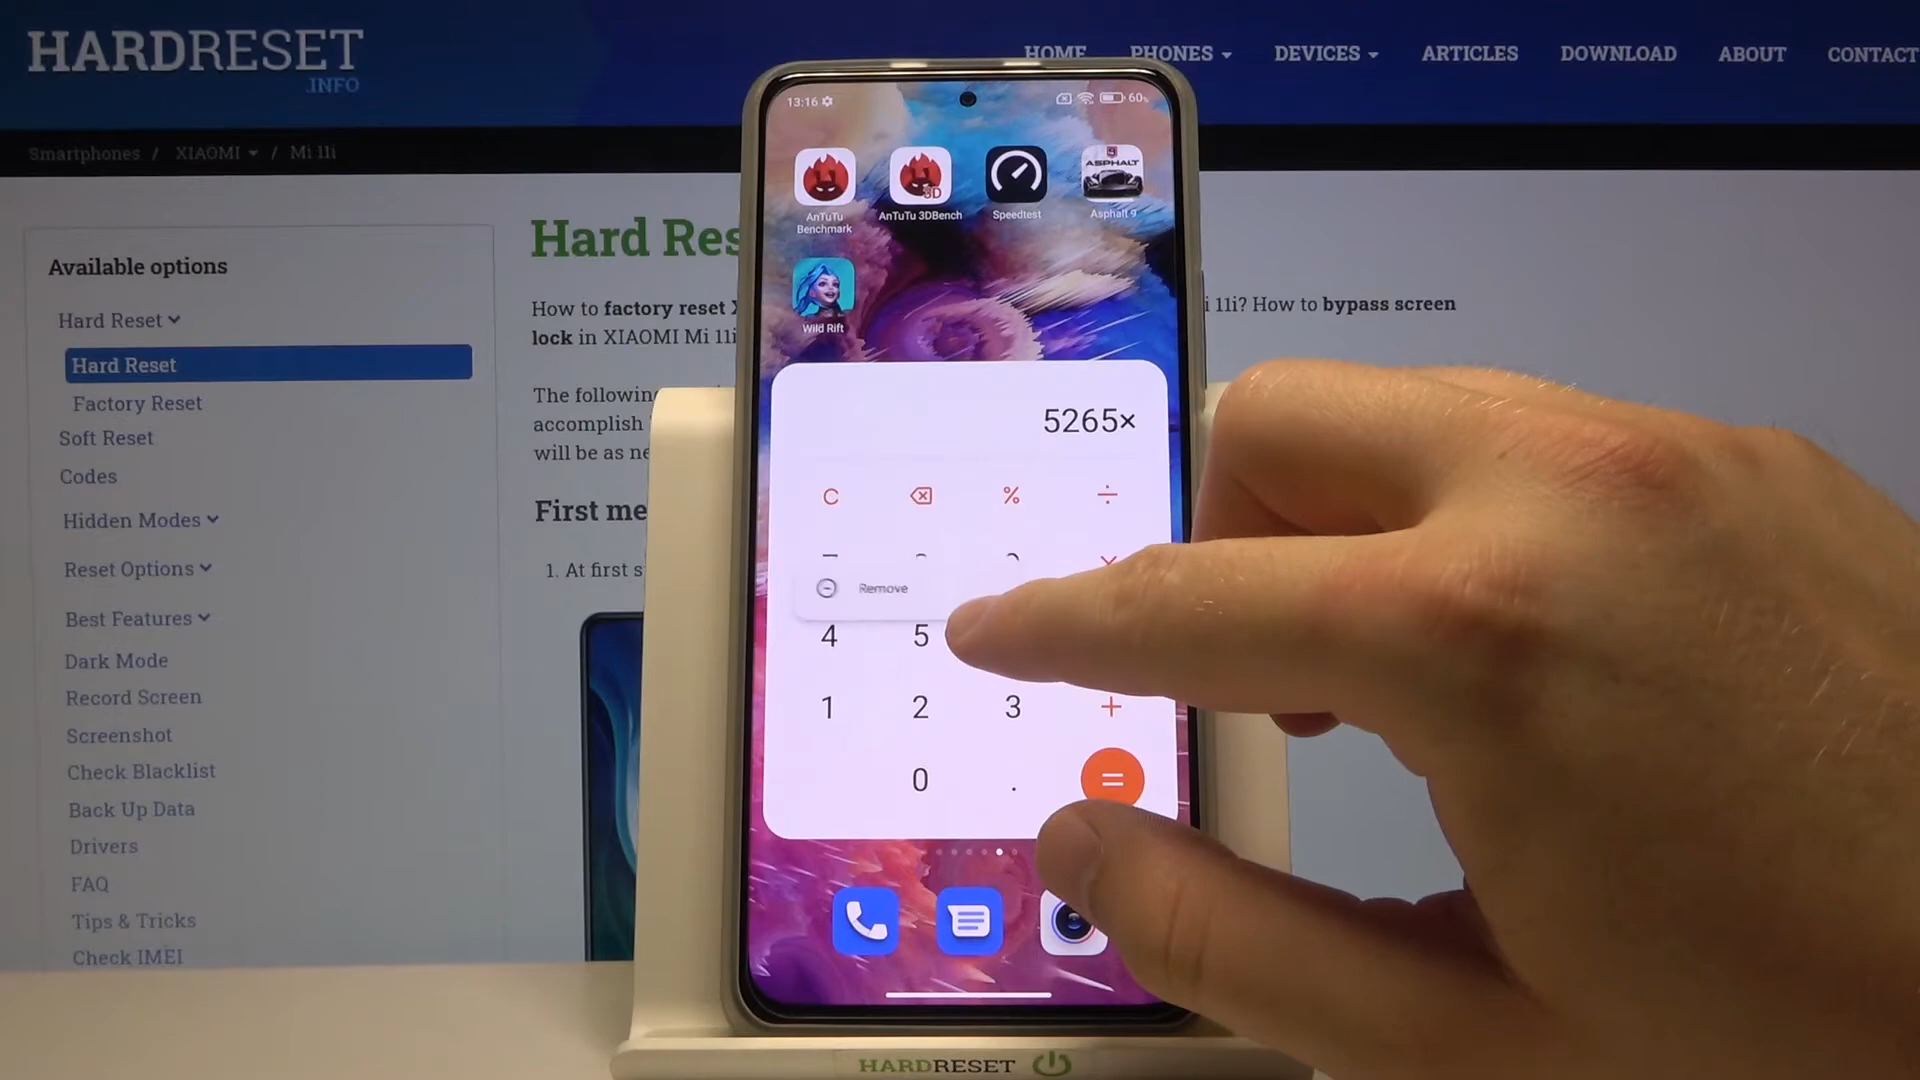 HARDRESET
.INFO
HOME PHONES DEVICES ARTICLES DOWNLOAD ABOUT CONTACT
Smartphones / XIAOMI / Mi 11i
Available options
Hard Reset
Hard Reset
Factory Reset
Soft Reset
Codes
Hidden Modes
Reset Options
Best Features
Dark Mode
Record Screen
Screenshot
Check Blacklist
Back Up Data
Drivers
FAQ
Tips & Tricks
Check IMEI
Hard Res
How to factory reset
i 11i? How to bypass screen
lock in XIAOMI Mi 11i
The following
accomplish
will be as ne
First me
1. At first s
13:16 60%
3D
ASPHALT
9
AnTuTu
Benchmark
AnTuTu 3DBench
Speedtest
Asphalt 9
Wild Rift
5265×
C % ÷
Remove
4 5
1 2 3 +
0 . =
HARDRESET